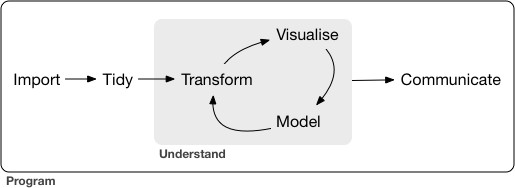 Visualise
Import
Tidy
Transform
Communicate
Model
Understand
Program